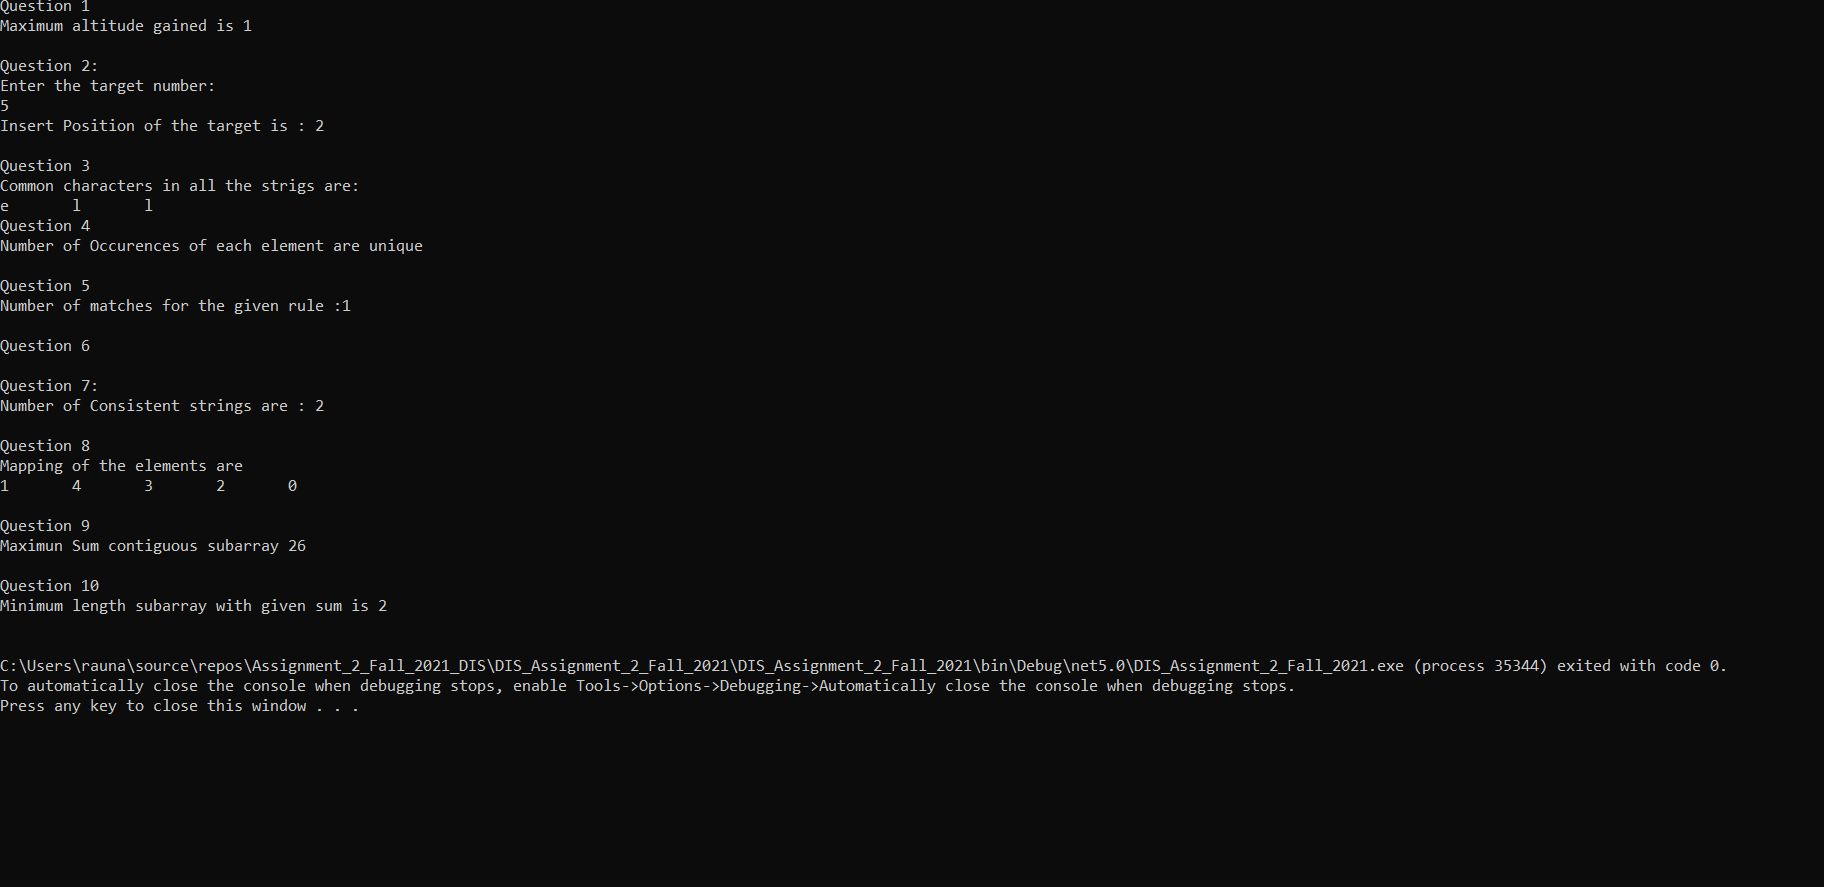 Question 1
Maximum altitude gained is 1
Question 2:
Enter the target number:
5
Insert Position of the target is : 2
Question 3
Common characters in all the strigs are:
e l l
Question 4
Number of Occurences of each element are unique
Question 5
Number of matches for the given rule :1
Question 6
Question 7:
Number of Consistent strings are : 2
Question 8
Mapping of the elements are
1 4 3 2 0
Question 9
Maximun Sum contiguous subarray 26
Question 10
Minimum length subarray with given sum is 2
C:\Users\rauna\source\repos\Assignment_2_Fall_2021_DIS\DIS_Assignment_2_Fall_2021\DIS_Assignment_2_Fall_2021\bin\Debug\net5.0\DIS_Assignment_2_Fall_2021.exe (process 35344) exited with code 0.
To automatically close the console when debugging stops, enable Tools->Options->Debugging->Automatically close the console when debugging stops.
Press any key to close this window . . .